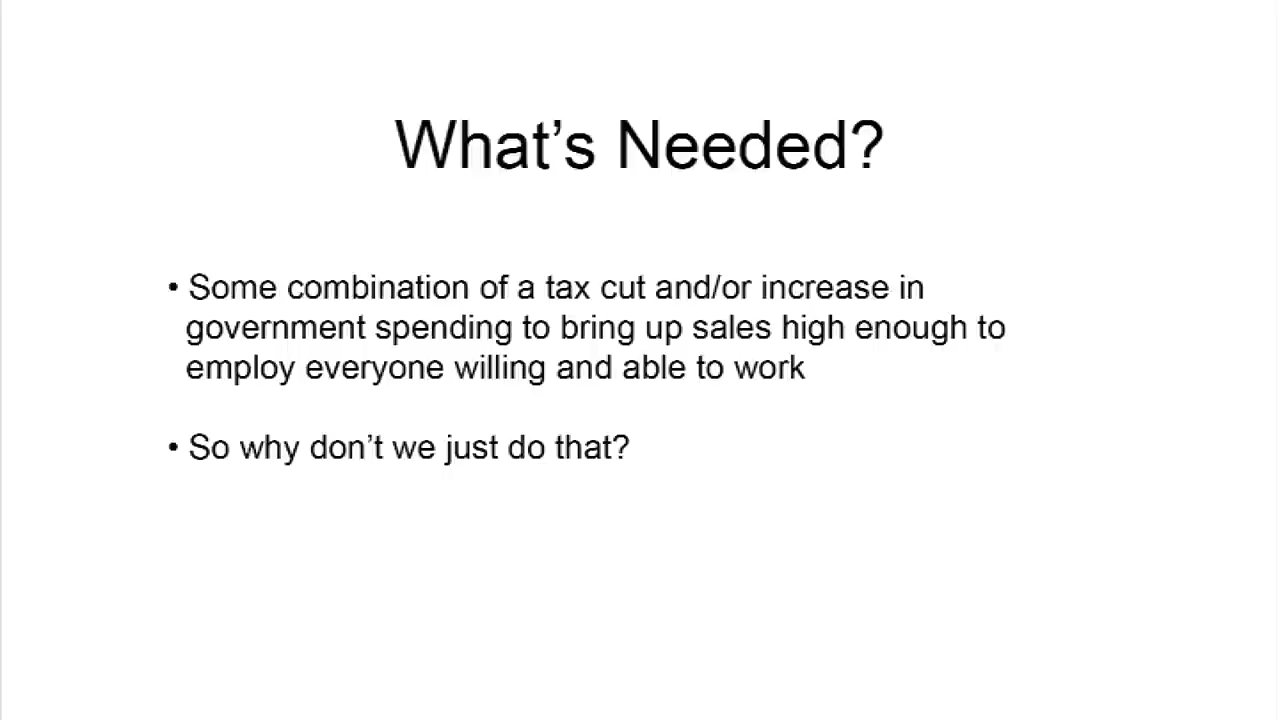 What’s Needed?
• Some combination of a tax cut and/or increase in
government spending to bring up sales high enough to
employ everyone willing and able to work
• So why don’t we just do that?